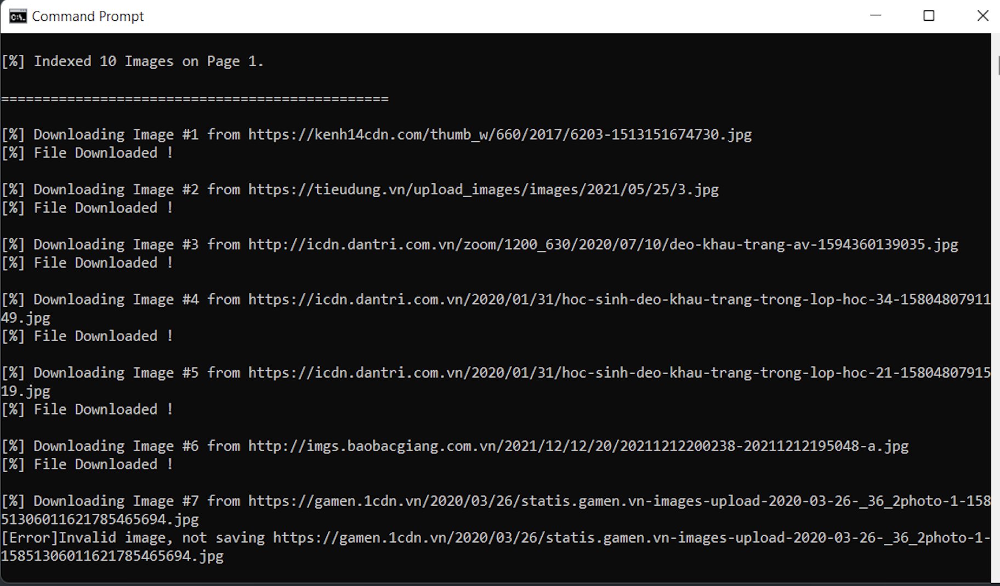 Command Prompt
[%] Indexed 10 Images on Page 1.
===============================================
[%] Downloading Image #1 from https://kenh14cdn.com/thumb_w/660/2017/6203-1513151674730.jpg
[%] File Downloaded !
[%] Downloading Image #2 from https://tieudung.vn/upload_images/images/2021/05/25/3.jpg
[%] File Downloaded !
[%] Downloading Image #3 from http://icdn.dantri.com.vn/zoom/1200_630/2020/07/10/deo-khau-trang-av-1594360139035.jpg
[%] File Downloaded !
[%] Downloading Image #4 from https://icdn.dantri.com.vn/2020/01/31/hoc-sinh-deo-khau-trang-trong-lop-hoc-34-15804807911
49.jpg
[%] File Downloaded !
[%] Downloading Image #5 from https://icdn.dantri.com.vn/2020/01/31/hoc-sinh-deo-khau-trang-trong-lop-hoc-21-15804807915
19.jpg
[%] File Downloaded !
[%] Downloading Image #6 from http://imgs.baobacgiang.com.vn/2021/12/12/20/20211212200238-20211212195048-a.jpg
[%] File Downloaded !
[%] Downloading Image #7 from https://gamen.1cdn.vn/2020/03/26/statis.gamen.vn-images-upload-2020-03-26-_36_2photo-1-158
51306011621785465694.jpg
[Error]Invalid image, not saving https://gamen.1cdn.vn/2020/03/26/statis.gamen.vn-images-upload-2020-03-26-_36_2photo-1-
1585130601​1621785465694.jpg